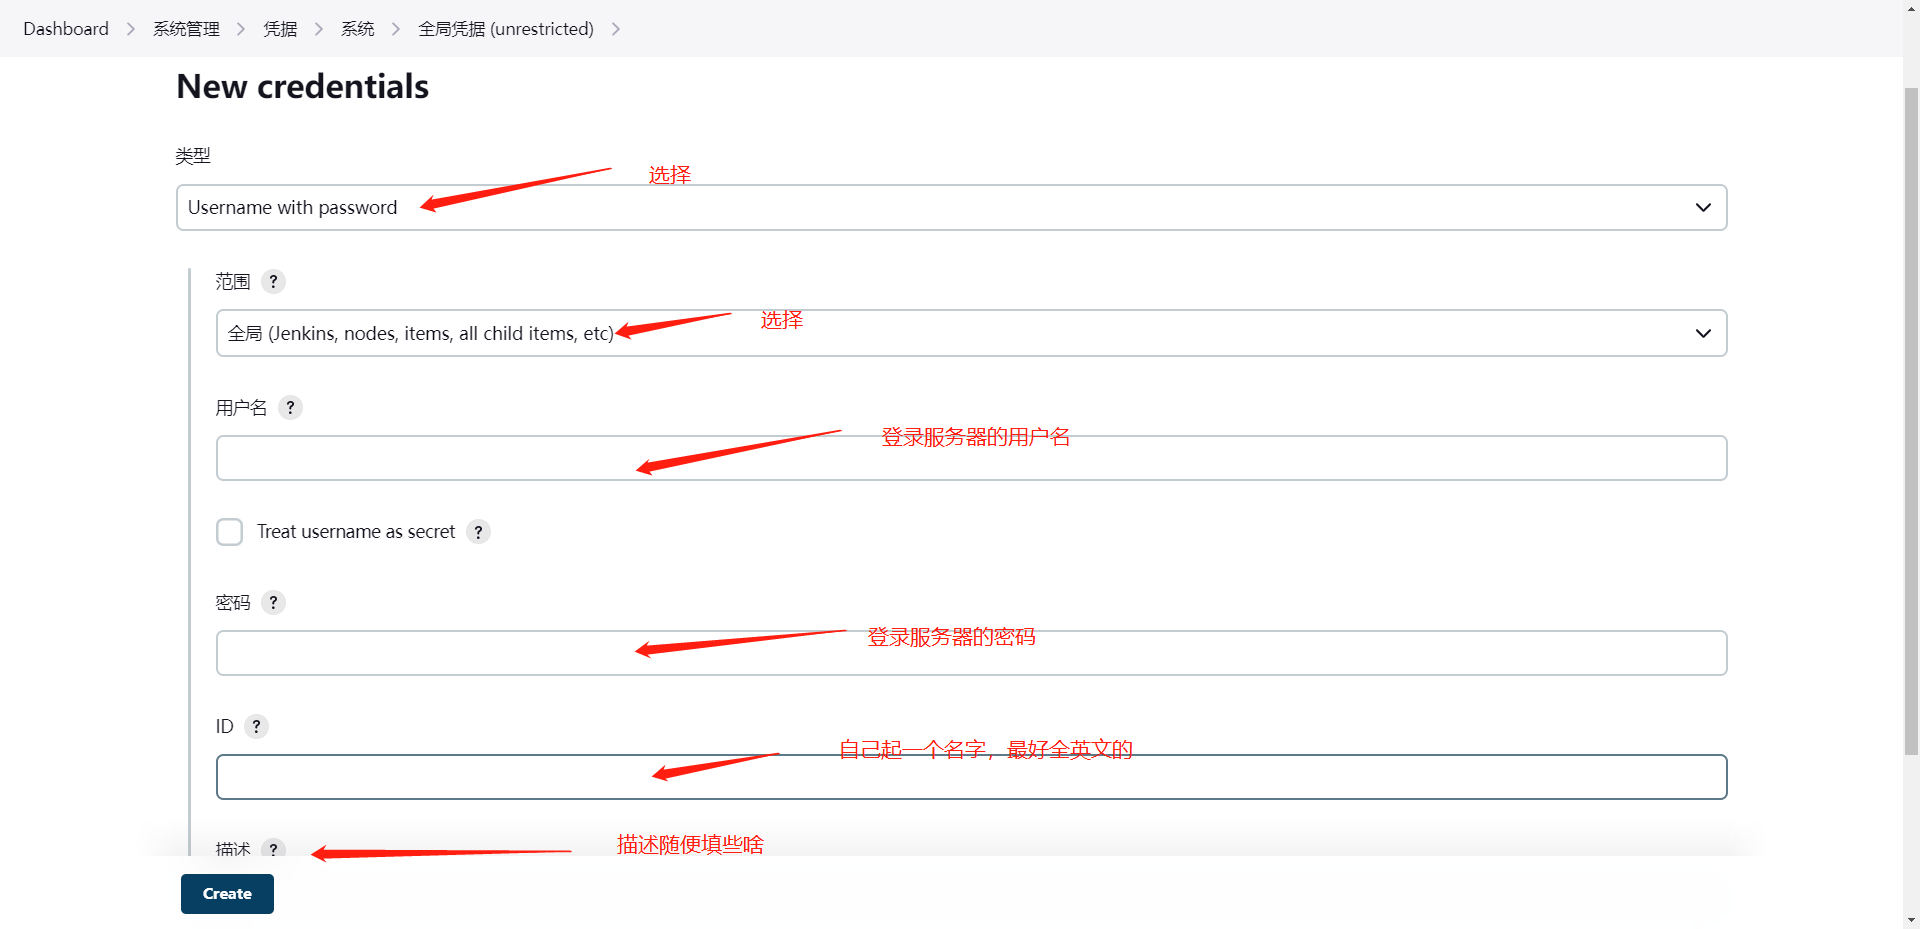 Dashboard > 系统管理 > 凭据 > 系统 > 全局凭据 (unrestricted) >
New credentials
类型
选择
Username with password
范围 ?
选择
全局 (Jenkins, nodes, items, all child items, etc)
用户名 ?
登录服务器的用户名
Treat username as secret ?
密码 ?
登录服务器的密码
ID ?
自己起一个名字，最好全英文的
描述 ?
描述随便填些啥
Create